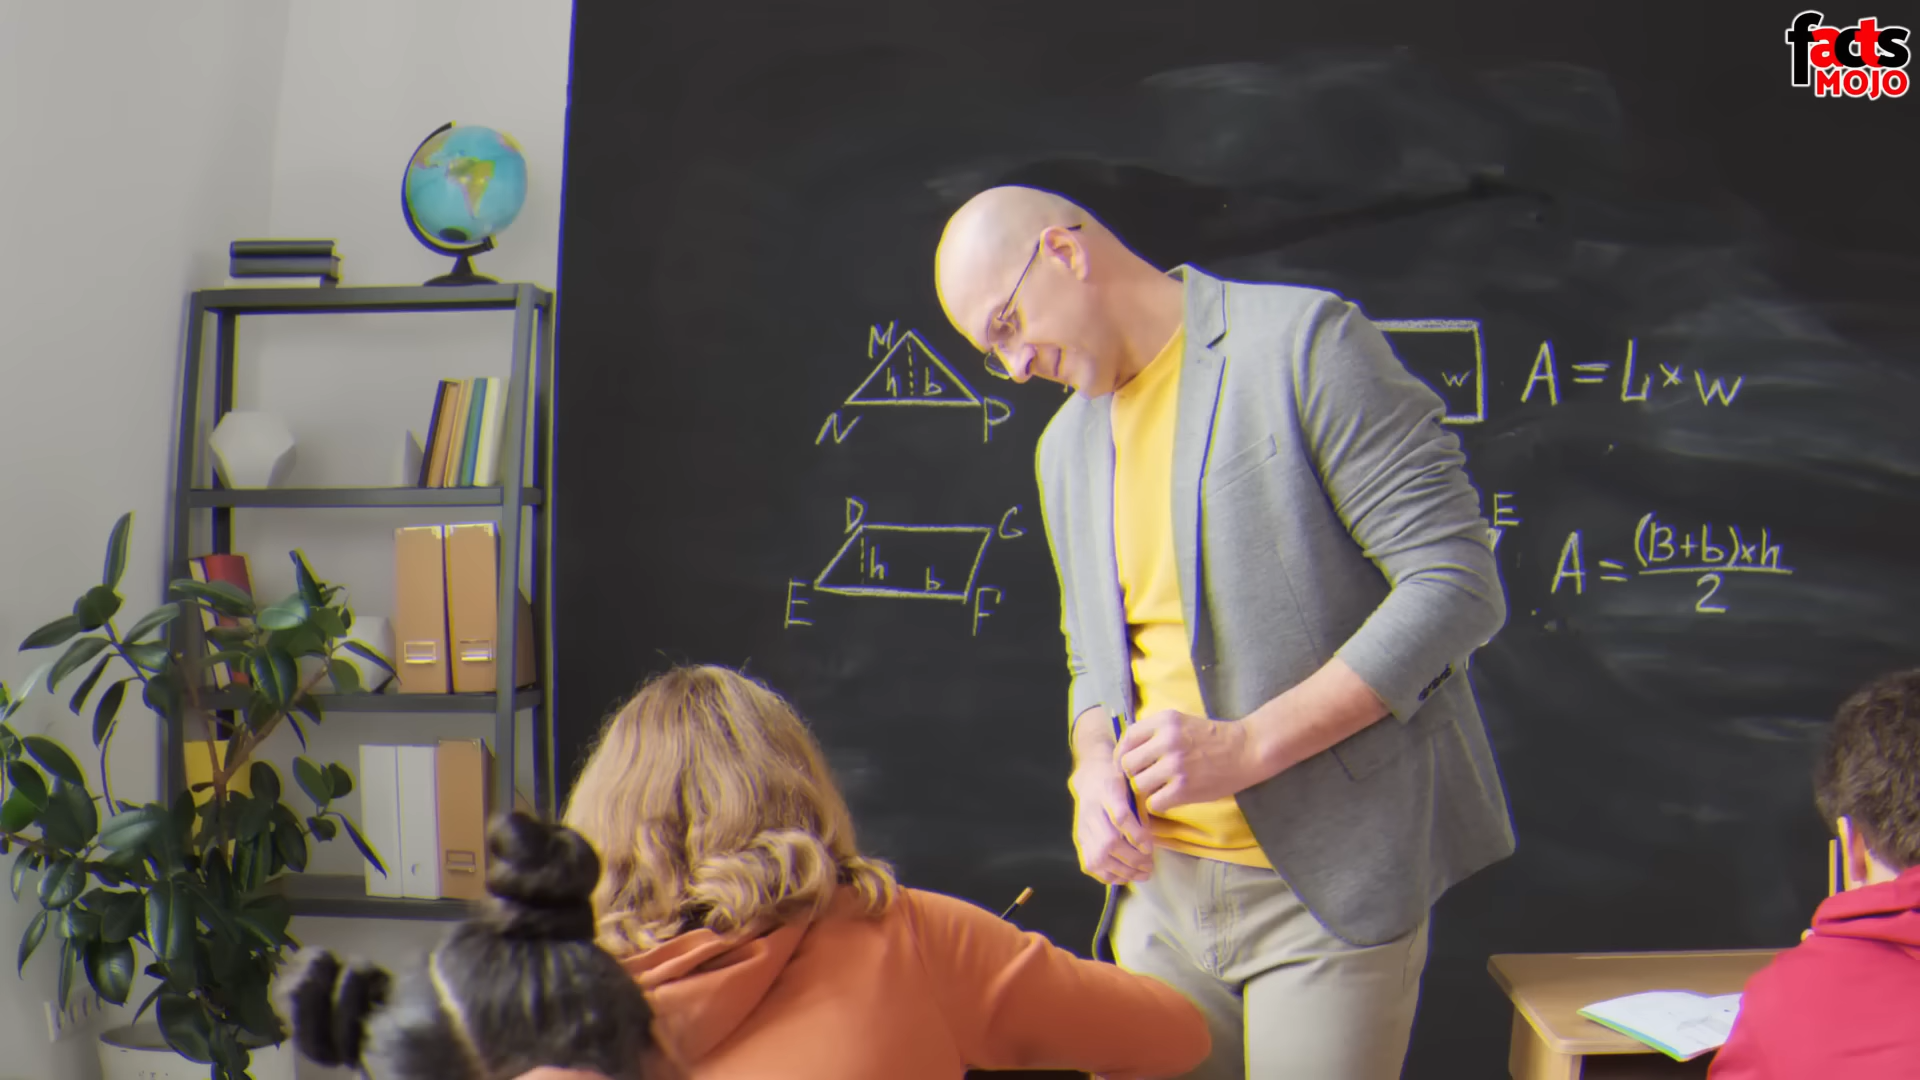 facts
MOJO
M
h b
N P
w
A = L × w
D G
h b
E F
E
A = (B+b)×h
2